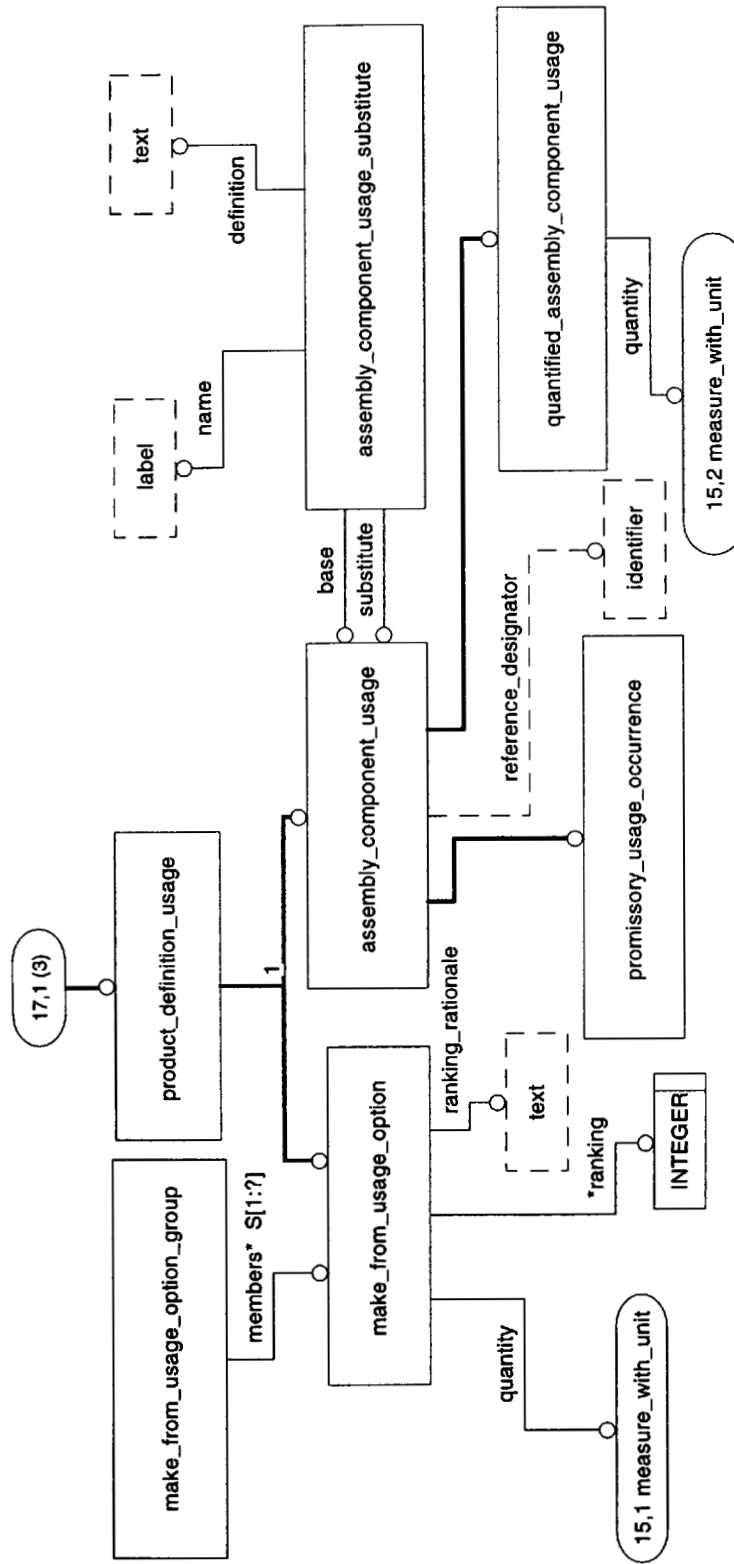 17,1 (3)
make_from_usage_option_group
product_definition_usage
label
text
members* S[1:?]
1
name
definition
make_from_usage_option
assembly_component_usage
base
substitute
assembly_component_usage_substitute
quantity
*ranking
ranking_rationale
text
reference_designator
15,1 measure_with_unit
INTEGER
promissory_usage_occurrence
identifier
quantified_assembly_component_usage
quantity
15,2 measure_with_unit